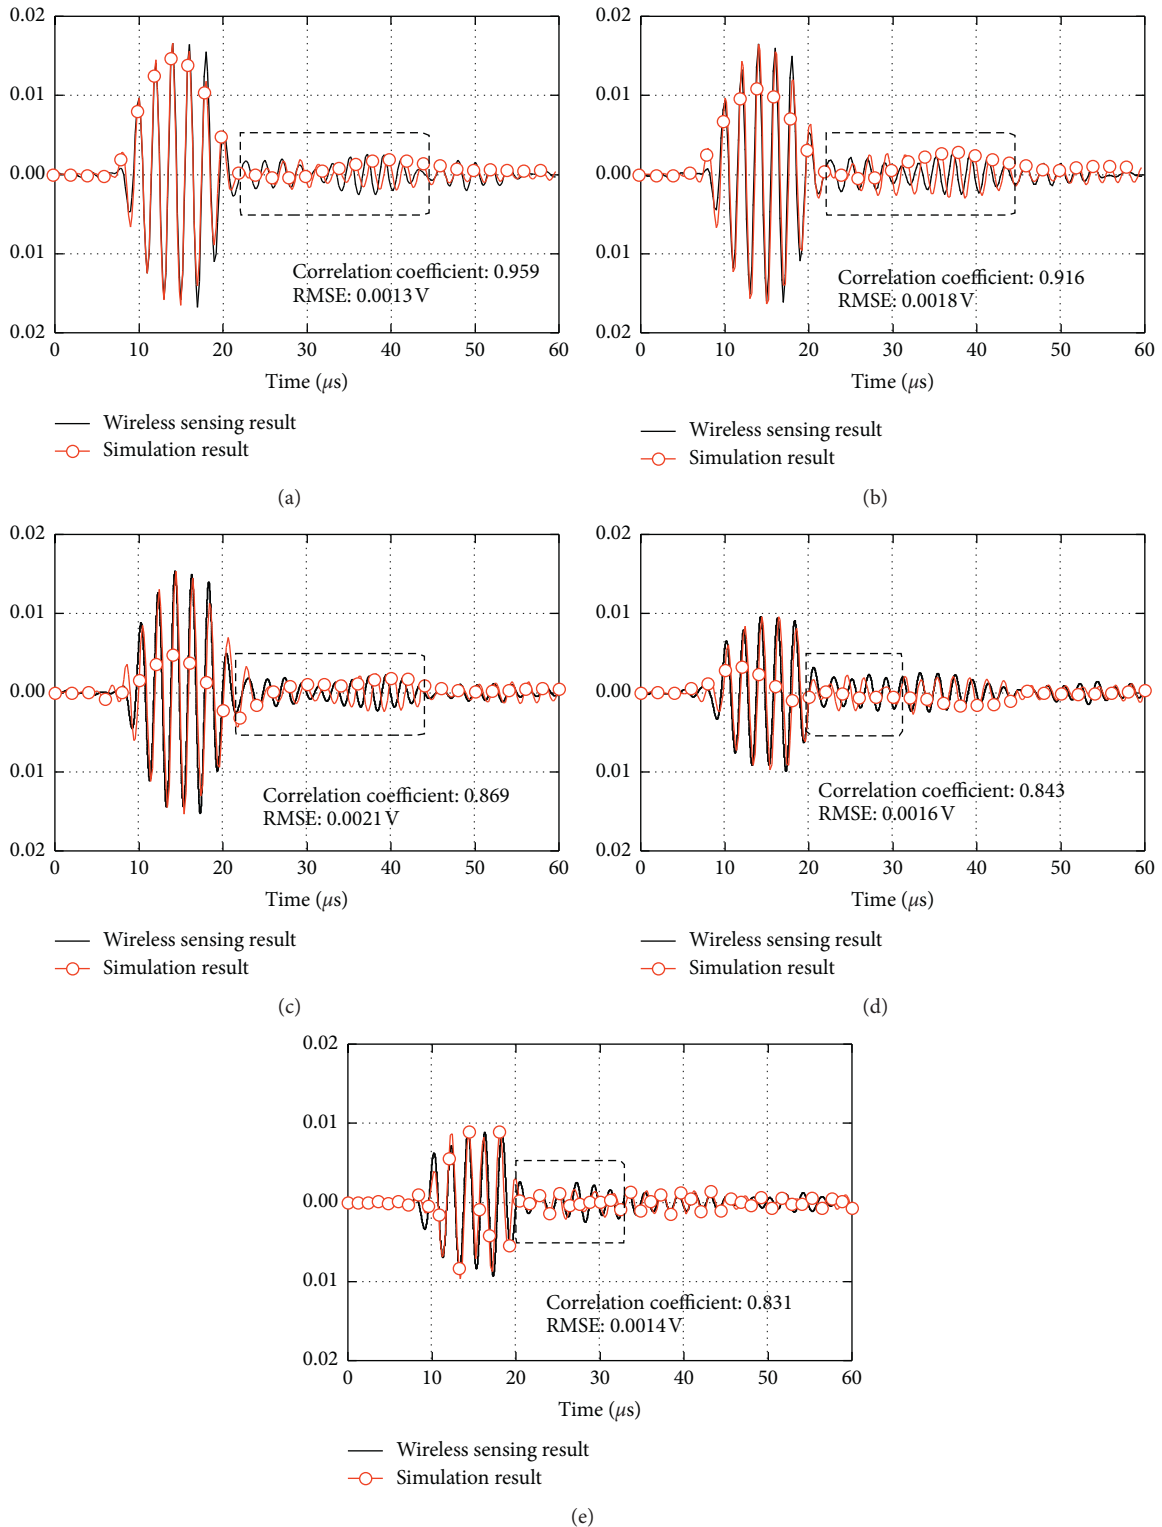 0.02
0.01
0.00
0.01
0.02
Correlation coefficient: 0.959
RMSE: 0.0013 V
0 10 20 30 40 50 60
Time (μs)
Wireless sensing result
Simulation result
(a)
0.02
0.01
0.00
0.01
0.02
Correlation coefficient: 0.916
RMSE: 0.0018 V
0 10 20 30 40 50 60
Time (μs)
Wireless sensing result
Simulation result
(b)
0.02
0.01
0.00
0.01
0.02
Correlation coefficient: 0.869
RMSE: 0.0021 V
0 10 20 30 40 50 60
Time (μs)
Wireless sensing result
Simulation result
(c)
0.02
0.01
0.00
0.01
0.02
Correlation coefficient: 0.843
RMSE: 0.0016 V
0 10 20 30 40 50 60
Time (μs)
Wireless sensing result
Simulation result
(d)
0.02
0.01
0.00
0.01
0.02
Correlation coefficient: 0.831
RMSE: 0.0014 V
0 10 20 30 40 50 60
Time (μs)
Wireless sensing result
Simulation result
(e)